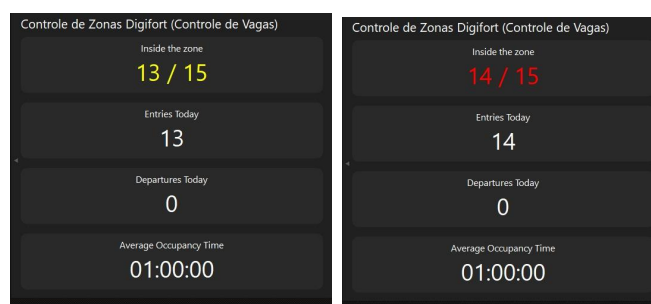 Controle de Zonas Digifort (Controle de Vagas)
Inside the zone
13 / 15
Entries Today
13
Departures Today
0
Average Occupancy Time
01:00:00
Controle de Zonas Digifort (Controle de Vagas)
Inside the zone
14 / 15
Entries Today
14
Departures Today
0
Average Occupancy Time
01:00:00